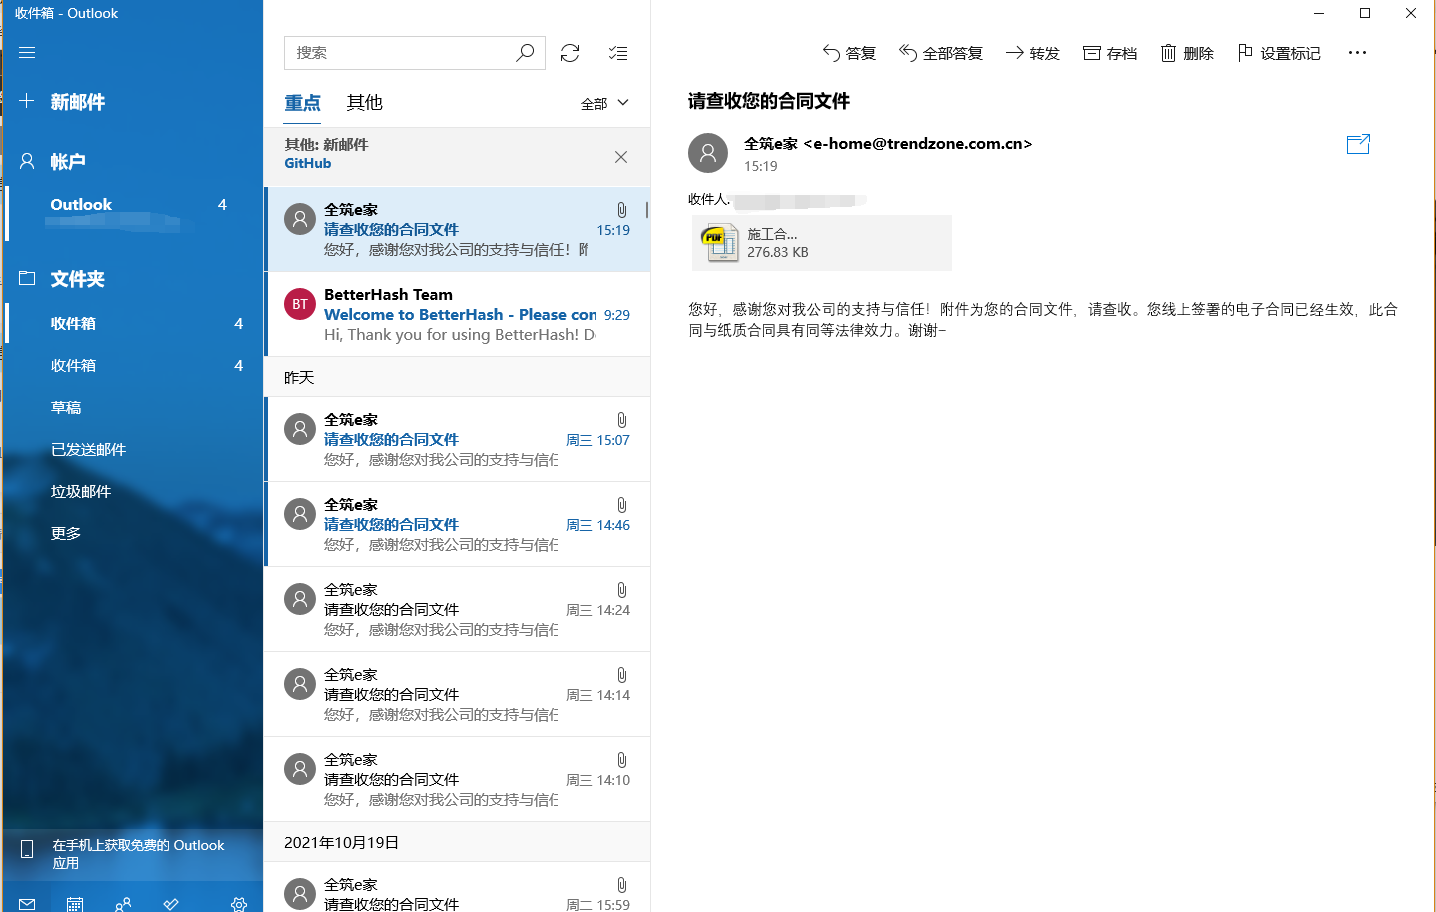 收件箱 - Outlook
新邮件
帐户
Outlook 4
文件夹
收件箱 4
收件箱 4
草稿
已发送邮件
垃圾邮件
更多
在手机上获取免费的 Outlook
应用
搜索
重点 其他 全部
其他: 新邮件
GitHub
全筑e家
请查收您的合同文件 15:19
您好，感谢您对我公司的支持与信任！附
BT
BetterHash Team
Welcome to BetterHash - Please con 9:29
Hi, Thank you for using BetterHash! Do
昨天
全筑e家
请查收您的合同文件 周三 15:07
您好，感谢您对我公司的支持与信任
全筑e家
请查收您的合同文件 周三 14:46
您好，感谢您对我公司的支持与信任
全筑e家
请查收您的合同文件 周三 14:24
您好，感谢您对我公司的支持与信任
全筑e家
请查收您的合同文件 周三 14:14
您好，感谢您对我公司的支持与信任
全筑e家
请查收您的合同文件 周三 14:10
您好，感谢您对我公司的支持与信任
2021年10月19日
全筑e家
请查收您的合同文件 周二 15:59
答复 全部答复 转发 存档 删除 设置标记
请查收您的合同文件
全筑e家 <e-home@trendzone.com.cn>
15:19
收件人:
PDF
施工合...
276.83 KB
您好，感谢您对我公司的支持与信任！附件为您的合同文件，请查收。您线上签署的电子合同已经生效，此合
同与纸质合同具有同等法律效力。谢谢~